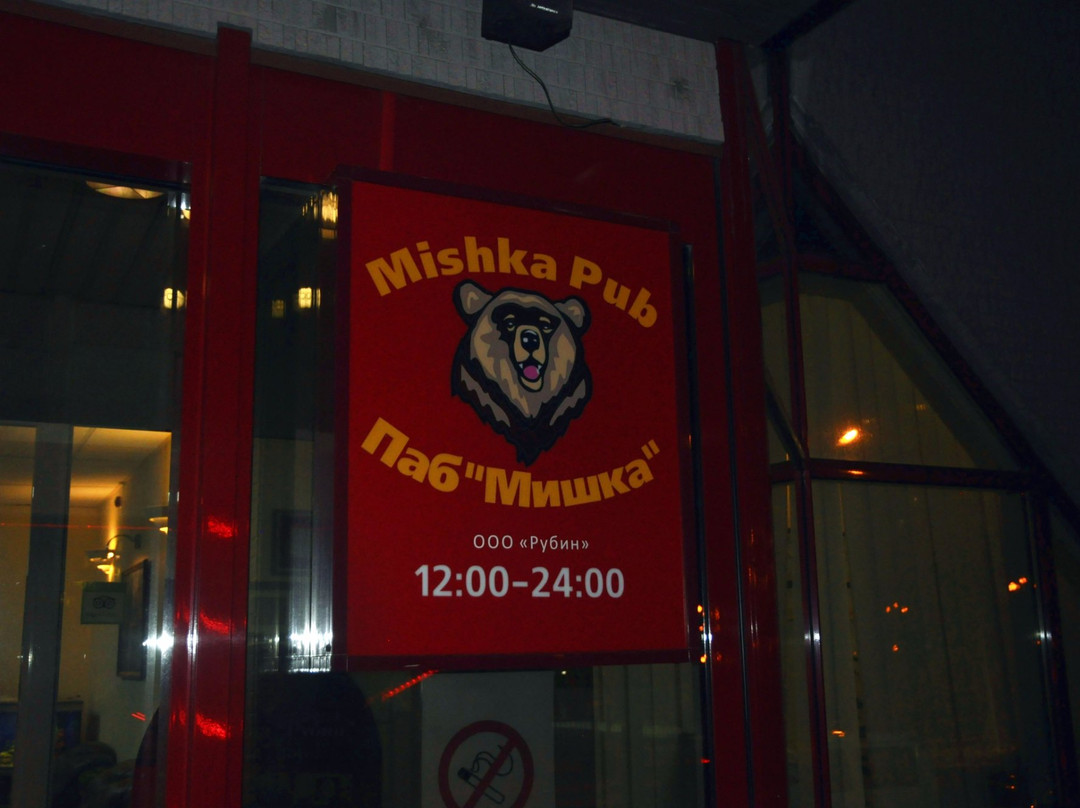 Mishka Pub
Паб "Мишка"
ООО «Рубин»
12:00-24:00